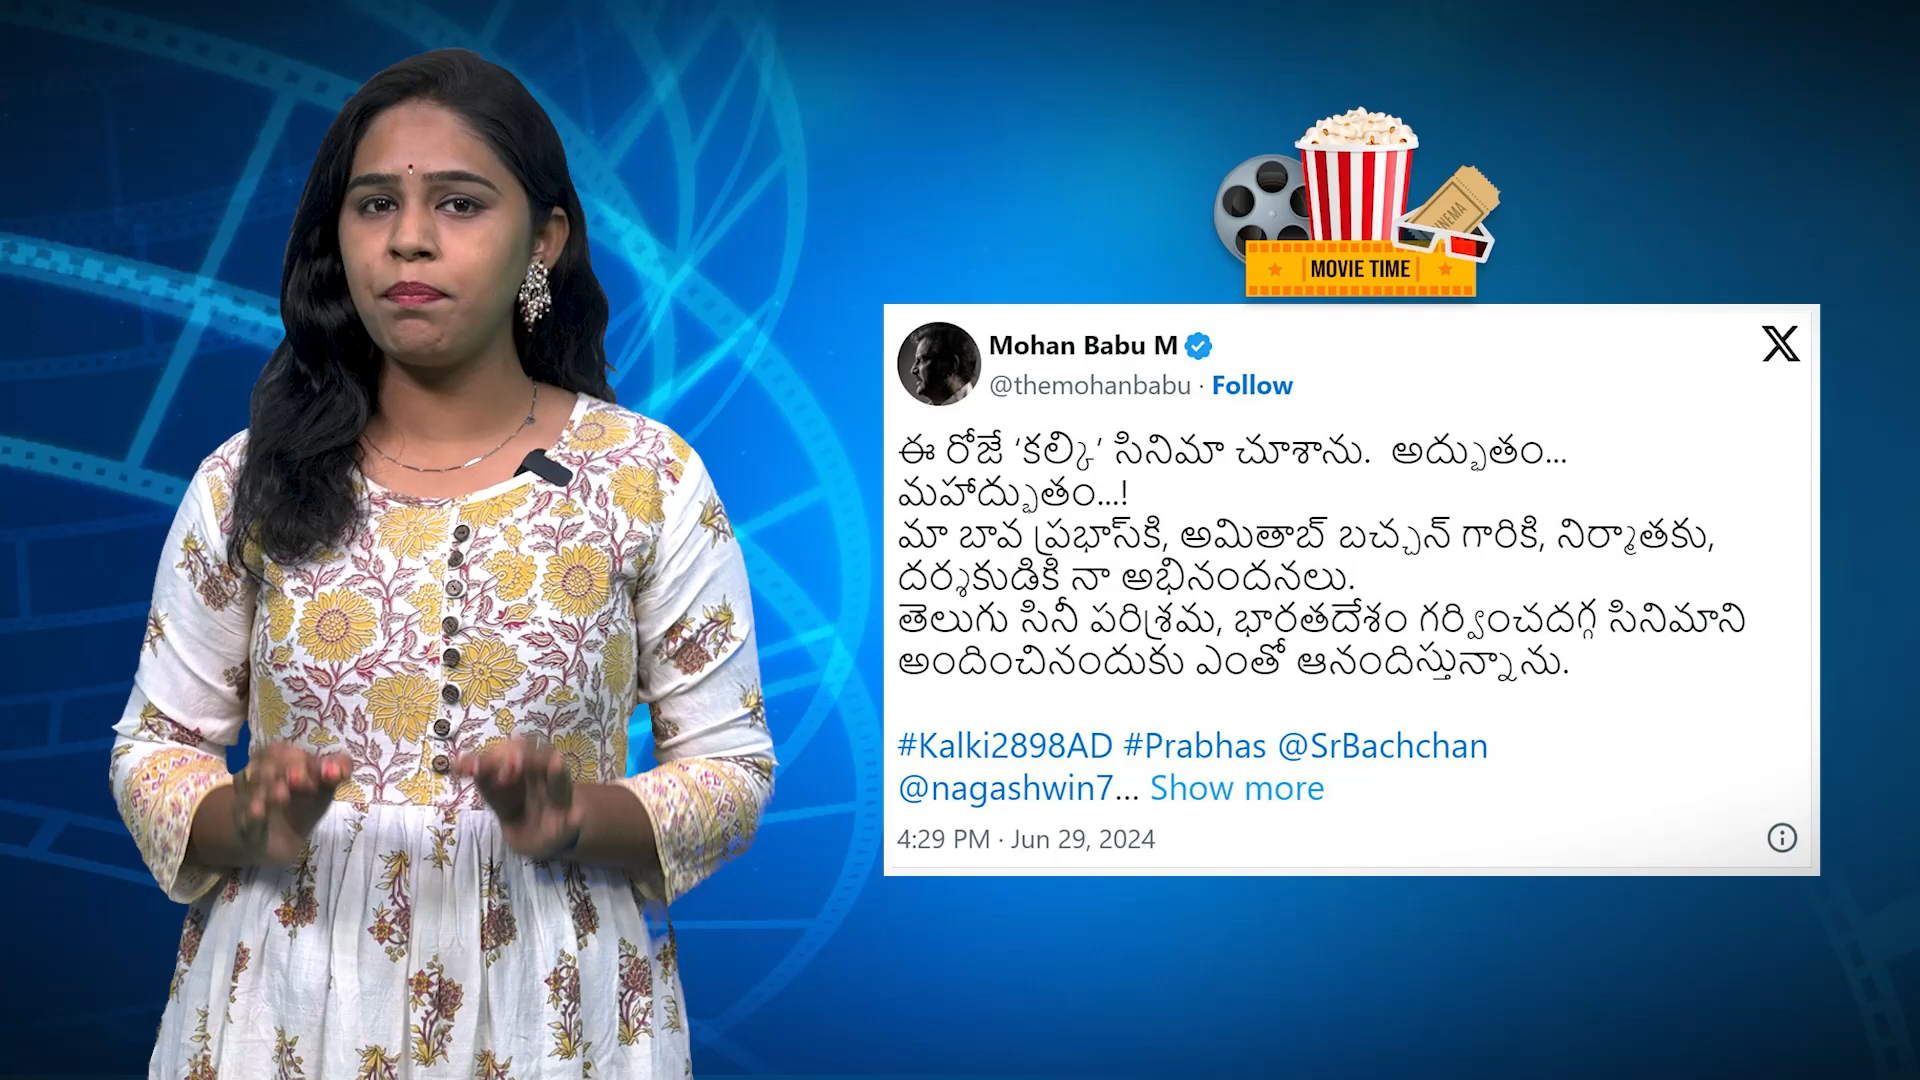 CINEMA
MOVIE TIME
Mohan Babu M
@themohanbabu · Follow
ఈ రోజే ‘కల్కి’ సినిమా చూశాను. అద్భుతం...
మహాద్భుతం...!
మా బావ ప్రభాస్‌కి, అమితాబ్ బచ్చన్ గారికి, నిర్మాతకు,
దర్శకుడికి నా అభినందనలు.
తెలుగు సినీ పరిశ్రమ, భారతదేశం గర్వించదగ్గ సినిమాని
అందించినందుకు ఎంతో ఆనందిస్తున్నాను.
#Kalki2898AD #Prabhas @SrBachchan
@nagashwin7... Show more
4:29 PM · Jun 29, 2024